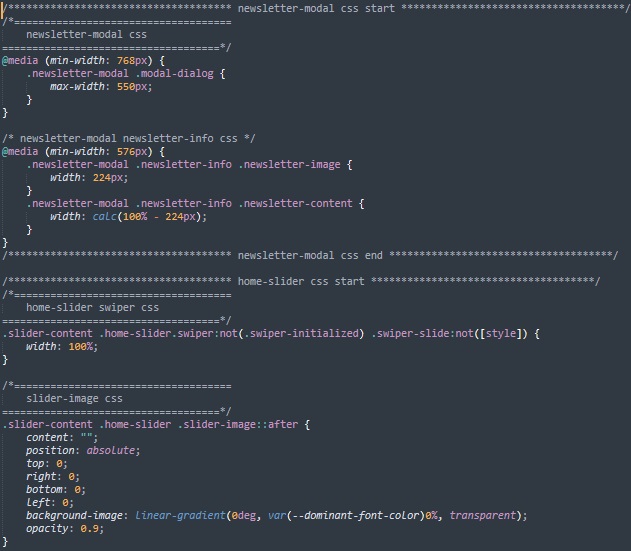 /************************************* newsletter-modal css start *************************************/
/*====================================
    newsletter-modal css
====================================*/
@media (min-width: 768px) {
    .newsletter-modal .modal-dialog {
        max-width: 550px;
    }
}

/* newsletter-modal newsletter-info css */
@media (min-width: 576px) {
    .newsletter-modal .newsletter-info .newsletter-image {
        width: 224px;
    }
    .newsletter-modal .newsletter-info .newsletter-content {
        width: calc(100% - 224px);
    }
}
/************************************* newsletter-modal css end *************************************/

/************************************* home-slider css start *************************************/
/*====================================
    home-slider swiper css
====================================*/
.slider-content .home-slider.swiper:not(.swiper-initialized) .swiper-slide:not([style]) {
    width: 100%;
}

/*====================================
    slider-image css
====================================*/
.slider-content .home-slider .slider-image::after {
    content: "";
    position: absolute;
    top: 0;
    right: 0;
    bottom: 0;
    left: 0;
    background-image: linear-gradient(0deg, var(--dominant-font-color)0%, transparent);
    opacity: 0.9;
}